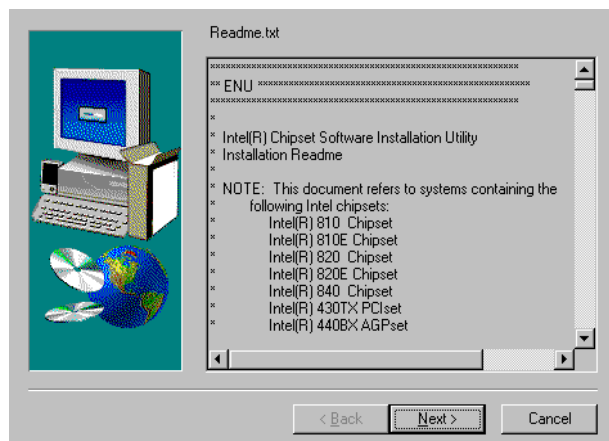 Readme.txt
************************************************************
** ENU *****************************************************
************************************************************
*
* Intel(R) Chipset Software Installation Utility
* Installation Readme
*
* NOTE:  This document refers to systems containing the
*        following Intel chipsets:
*            Intel(R) 810  Chipset
*            Intel(R) 810E Chipset
*            Intel(R) 820  Chipset
*            Intel(R) 820E Chipset
*            Intel(R) 840  Chipset
*            Intel(R) 430TX PCIset
*            Intel(R) 440BX AGPset
< Back   Next >   Cancel